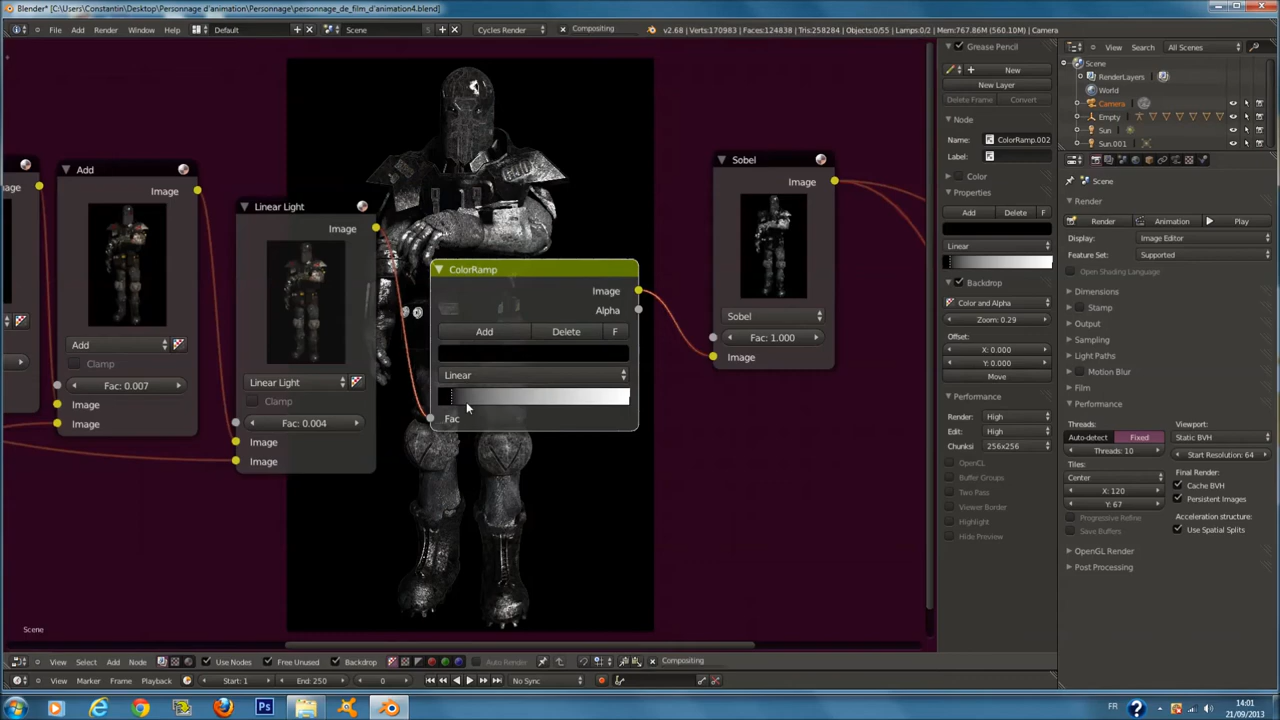 Blender* [C:\Users\Constantin\Desktop\Personnage d'animation\Personnage\personnage_de_film_d'animation4.blend]
File Add Render Window Help Default Scene 5 Cycles Render Compositing v2.68 | Verts:170983 | Faces:124838 | Tris:258284 | Objects:0/55 | Lamps:0/2 | Mem:767.86M (560.10M) | Camera
Add
Image
Add
Clamp
Fac: 0.007
Image
Image
Linear Light
Image
Linear Light
Clamp
Fac: 0.004
Image
Image
ColorRamp
Image
Alpha
Add Delete F
Linear
Fac
Sobel
Image
Sobel
Fac: 1.000
Image
Scene
Grease Pencil
New
New Layer
Delete Frame Convert
Node
Name: ColorRamp.002
Label:
Color
Properties
Add Delete F
Linear
Backdrop
Color and Alpha
Zoom: 0.29
Offset:
X: 0.000
Y: 0.000
Move
Performance
Render: High
Edit: High
Chunksi 256x256
OpenCL
Buffer Groups
Two Pass
Viewer Border
Highlight
Hide Preview
View Search All Scenes
Scene
RenderLayers
World
Camera
Empty
Sun
Sun.001
Scene
Render
Render Animation Play
Display: Image Editor
Feature Set: Supported
Open Shading Language
Dimensions
Stamp
Output
Sampling
Light Paths
Motion Blur
Film
Performance
Threads: Viewport:
Auto-detect Fixed Static BVH
Threads: 10 Start Resolution: 64
Tiles: Final Render:
Center Cache BVH
X: 120 Persistent Images
Y: 67
Acceleration structure:
Progressive Refine Use Spatial Splits
Save Buffers
OpenGL Render
Post Processing
View Select Add Node Use Nodes Free Unused Backdrop Auto Render Compositing
View Marker Frame Playback Start: 1 End: 250 0 No Sync
FR 14:01
21/09/2013